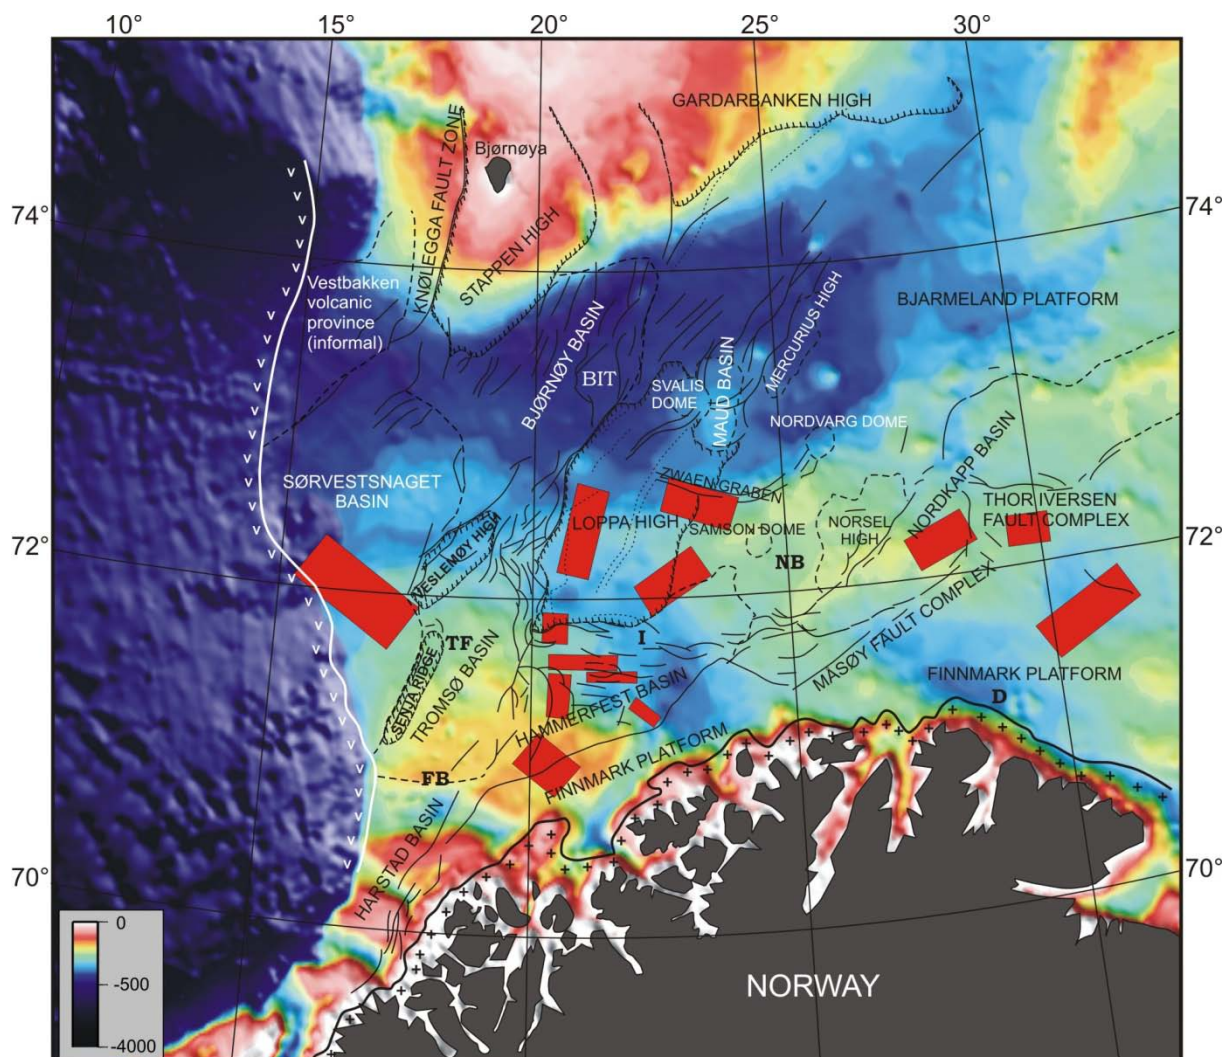 10° 15° 20° 25° 30°
GARDARBANKEN HIGH
KNØLEGGA FAULT ZONE
Bjørnøya
STAPPEN HIGH
74° 74°
Vestbakken
volcanic
province
(informal)
BJARMELAND PLATFORM
BJØRNØY BASIN
BIT
SVALIS
DOME
MAUD BASIN
MERCURIUS HIGH
NORDVARG DOME
SØRVESTSNAGET
BASIN
ZWAEN GRABEN
LOPPA HIGH
SAMSON DOME
NORSEL
HIGH
NORDKAPP BASIN
THOR IVERSEN
FAULT COMPLEX
72° 72°
VESLEMØY HIGH
NB
TF
I
SENJA RIDGE
TROMSØ BASIN
MÅSØY FAULT COMPLEX
FINNMARK PLATFORM
D
HAMMERFEST BASIN
FINNMARK PLATFORM
FB
HARSTAD BASIN
70° 70°
NORWAY
0
-500
-4000